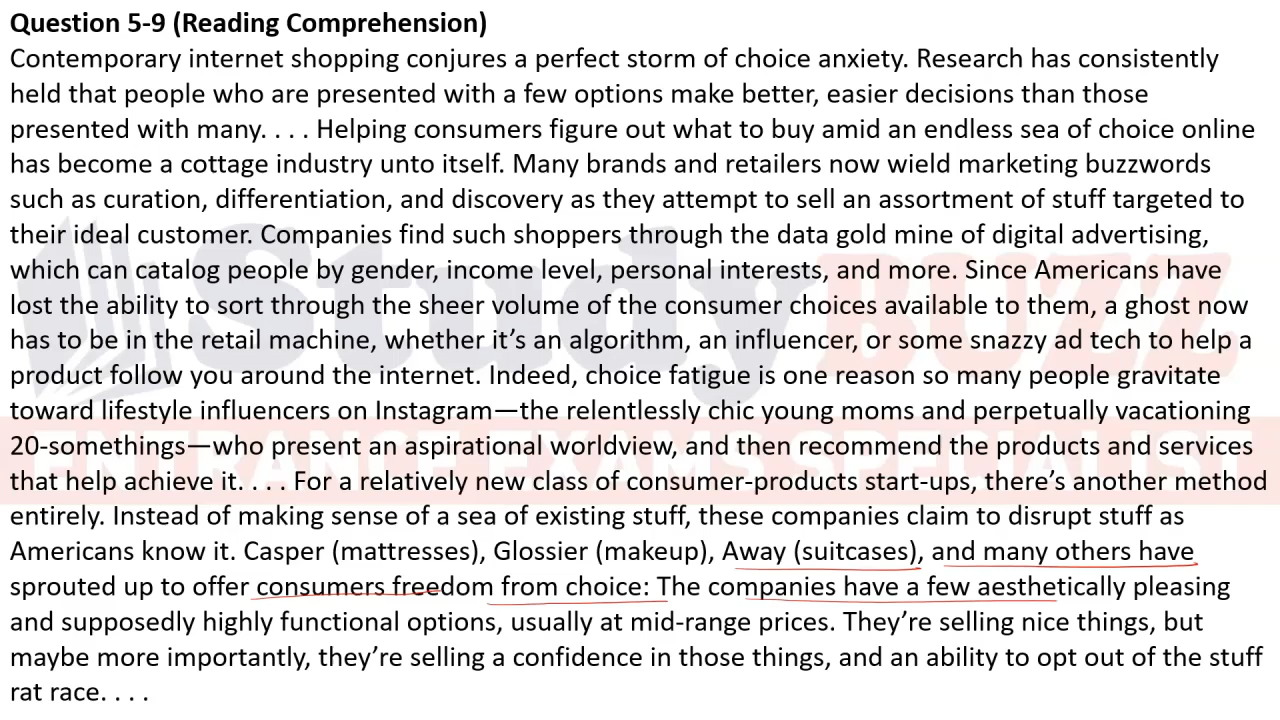 Question 5-9 (Reading Comprehension)
Contemporary internet shopping conjures a perfect storm of choice anxiety. Research has consistently
held that people who are presented with a few options make better, easier decisions than those
presented with many. . . . Helping consumers figure out what to buy amid an endless sea of choice online
has become a cottage industry unto itself. Many brands and retailers now wield marketing buzzwords
such as curation, differentiation, and discovery as they attempt to sell an assortment of stuff targeted to
their ideal customer. Companies find such shoppers through the data gold mine of digital advertising,
which can catalog people by gender, income level, personal interests, and more. Since Americans have
lost the ability to sort through the sheer volume of the consumer choices available to them, a ghost now
has to be in the retail machine, whether it’s an algorithm, an influencer, or some snazzy ad tech to help a
product follow you around the internet. Indeed, choice fatigue is one reason so many people gravitate
toward lifestyle influencers on Instagram—the relentlessly chic young moms and perpetually vacationing
20-somethings—who present an aspirational worldview, and then recommend the products and services
that help achieve it. . . . For a relatively new class of consumer-products start-ups, there’s another method
entirely. Instead of making sense of a sea of existing stuff, these companies claim to disrupt stuff as
Americans know it. Casper (mattresses), Glossier (makeup), Away (suitcases), and many others have
sprouted up to offer consumers freedom from choice: The companies have a few aesthetically pleasing
and supposedly highly functional options, usually at mid-range prices. They’re selling nice things, but
maybe more importantly, they’re selling a confidence in those things, and an ability to opt out of the stuff
rat race. . . .
StudyBUZZ
ENTRANCE EXAMS SPECIALIST